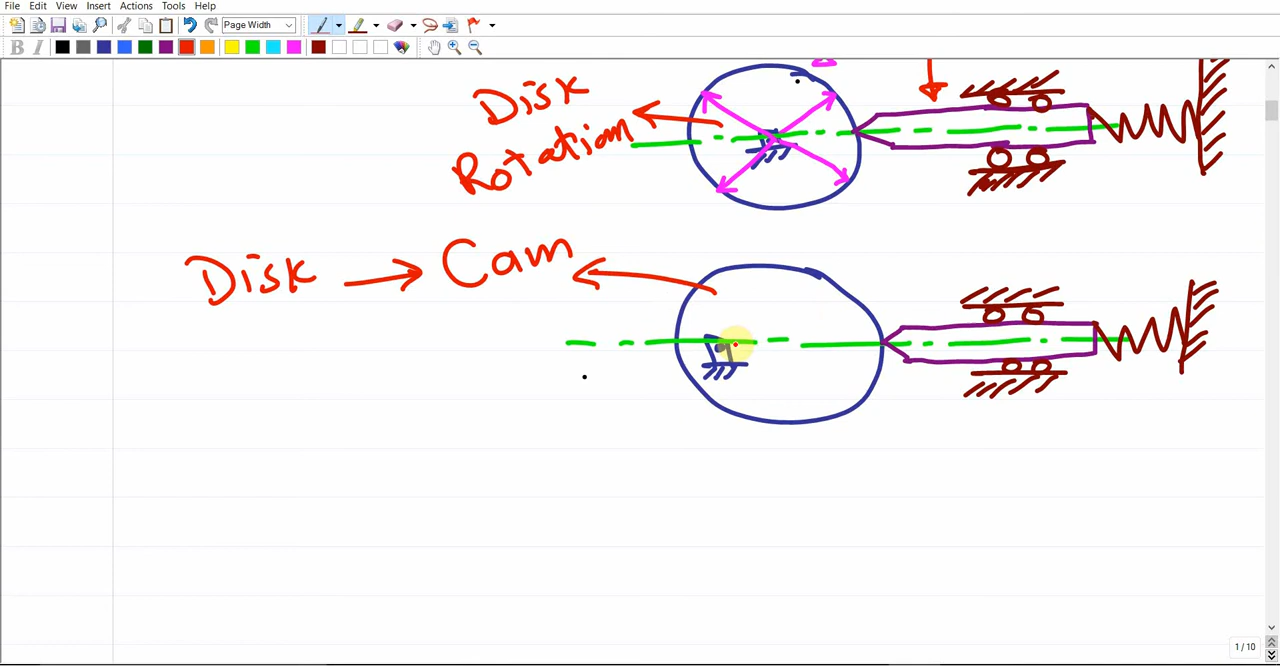 File Edit View Insert Actions Tools Help
Page Width
B I
Disk
Rotation
Disk → Cam
1 / 10